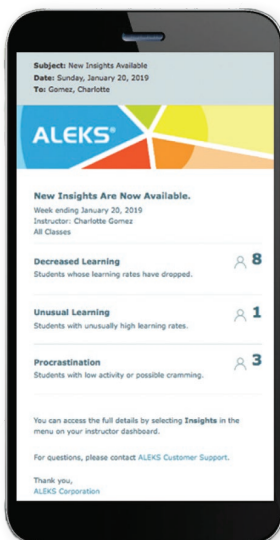 Subject: New Insights Available
Date: Sunday, January 20, 2019
To: Gomez, Charlotte
ALEKS®
New Insights Are Now Available.
Week ending January 20, 2019
Instructor: Charlotte Gomez
All Classes
Decreased Learning 8
Students whose learning rates have dropped.
Unusual Learning 1
Students with unusually high learning rates.
Procrastination 3
Students with low activity or possible cramming.
You can access the full details by selecting Insights in the
menu on your instructor dashboard.
For questions, please contact ALEKS Customer Support.
Thank you,
ALEKS Corporation